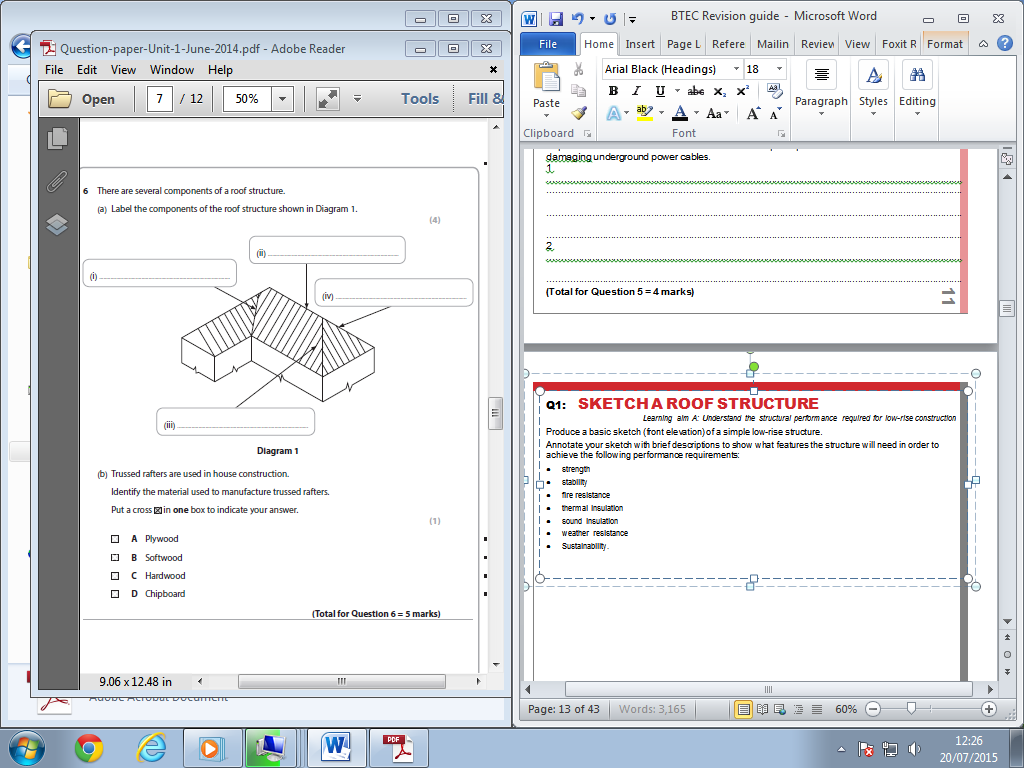 Question-paper-Unit-1-June-2014.pdf - Adobe Reader
File Edit View Window Help
Open 7 / 12 50% Tools Fill &
6 There are several components of a roof structure.
(a) Label the components of the roof structure shown in Diagram 1.
(4)
(ii)
(i)
(iv)
(iii)
Diagram 1
(b) Trussed rafters are used in house construction.
Identify the material used to manufacture trussed rafters.
Put a cross ☒ in one box to indicate your answer.
(1)
A Plywood
B Softwood
C Hardwood
D Chipboard
(Total for Question 6 = 5 marks)
9.06 x 12.48 in
Adobe Acrobat Document
BTEC Revision guide - Microsoft Word
File Home Insert Page L Refere Mailin Review View Foxit R Format
Paste
Clipboard
Arial Black (Headings) 18
B I U abc x₂ x²
A ab A Aa A A
Font
Paragraph Styles Editing
damaging underground power cables.
1.
2.
(Total for Question 5 = 4 marks)
Q1: SKETCH A ROOF STRUCTURE
Learning aim A: Understand the structural performance required for low-rise construction
Produce a basic sketch (front elevation) of a simple low-rise structure.
Annotate your sketch with brief descriptions to show what features the structure will need in order to
achieve the following performance requirements:
• strength
• stability
• fire resistance
• thermal insulation
• sound insulation
• weather resistance
• Sustainability.
Page: 13 of 43 Words: 3,165 60%
PDF
12:26
20/07/2015